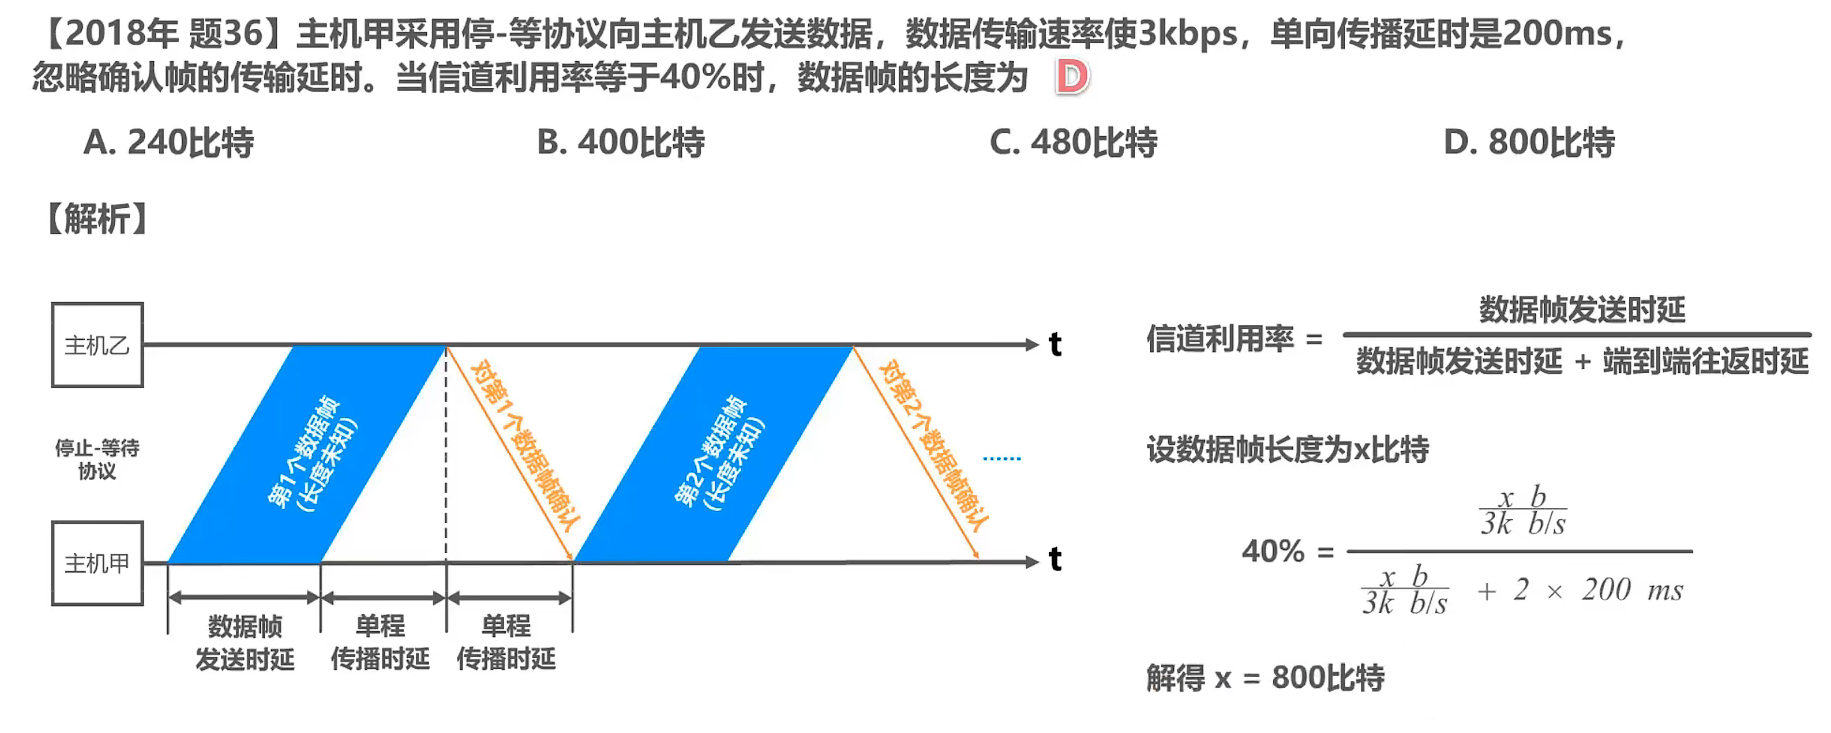 【2018年 题36】主机甲采用停-等协议向主机乙发送数据，数据传输速率使3kbps，单向传播延时是200ms，
忽略确认帧的传输延时。当信道利用率等于40%时，数据帧的长度为 D
A. 240比特 B. 400比特 C. 480比特 D. 800比特
【解析】
主机乙
t
停止-等待
协议
第1个数据帧
（长度未知）
对第1个数据帧确认
第2个数据帧
（长度未知）
对第2个数据帧确认
……
主机甲
t
数据帧
发送时延
单程
传播时延
单程
传播时延
信道利用率 =
数据帧发送时延
数据帧发送时延 + 端到端往返时延
设数据帧长度为x比特
40% =
x b
3k b/s
x b
3k b/s
+ 2 × 200 ms
解得 x = 800比特